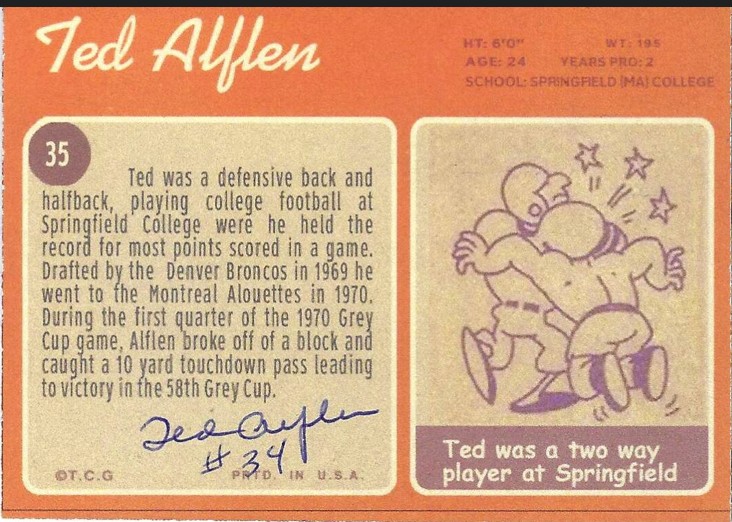 Ted Alflen
HT: 6'0" WT: 195
AGE: 24 YEARS PRO: 2
SCHOOL: SPRINGFIELD (MA) COLLEGE
35
Ted was a defensive back and
halfback, playing college football at
Springfield College were he held the
record for most points scored in a game.
Drafted by the Denver Broncos in 1969 he
went to the Montreal Alouettes in 1970.
During the first quarter of the 1970 Grey
Cup game, Alflen broke off of a block and
caught a 10 yard touchdown pass leading
to victory in the 58th Grey Cup.
Ted Alflen
# 34
©T.C.G PRTD. IN U.S.A.
Ted was a two way
player at Springfield